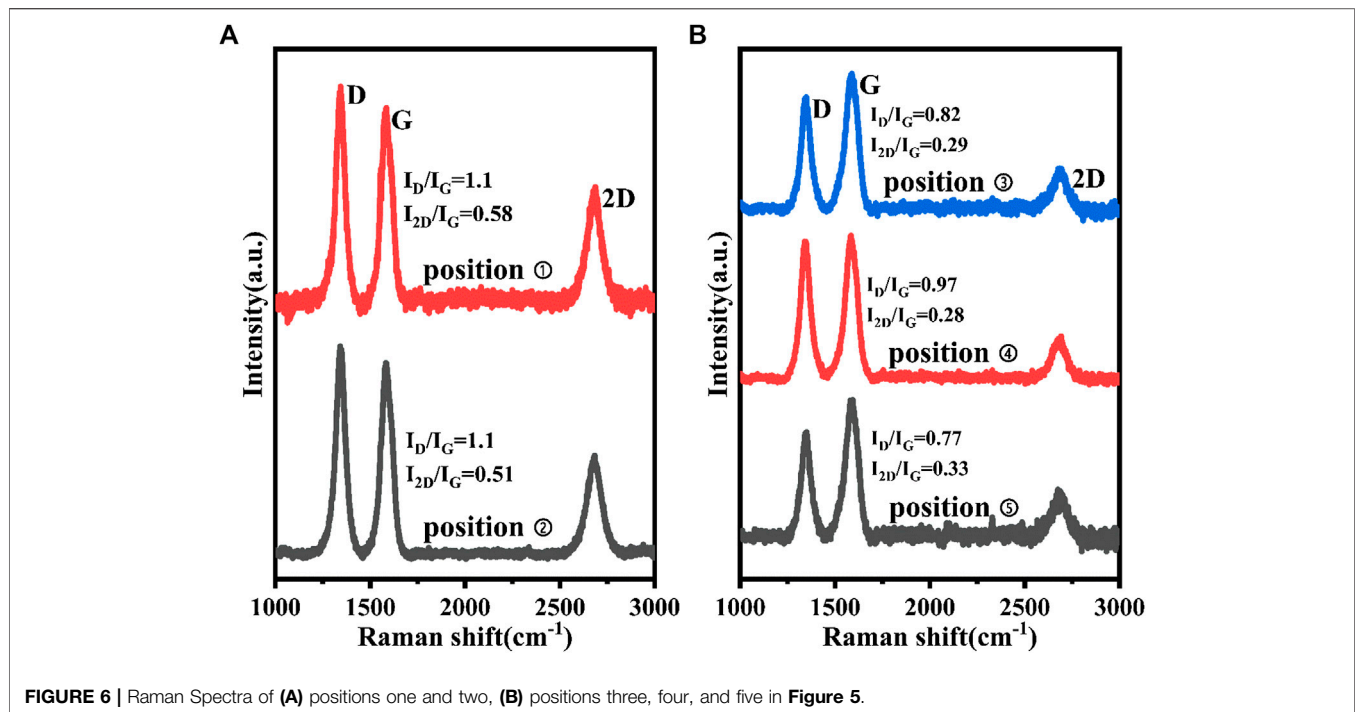 A
D
G
I_D/I_G=1.1
I_2D/I_G=0.58
2D
position ①
I_D/I_G=1.1
I_2D/I_G=0.51
position ②
Intensity(a.u.)
1000 1500 2000 2500 3000
Raman shift(cm⁻¹)
B
D
G
I_D/I_G=0.82
I_2D/I_G=0.29
position ③
2D
I_D/I_G=0.97
I_2D/I_G=0.28
position ④
I_D/I_G=0.77
I_2D/I_G=0.33
position ⑤
Intensity(a.u.)
1000 1500 2000 2500 3000
Raman shift(cm⁻¹)
FIGURE 6 | Raman Spectra of (A) positions one and two, (B) positions three, four, and five in Figure 5.